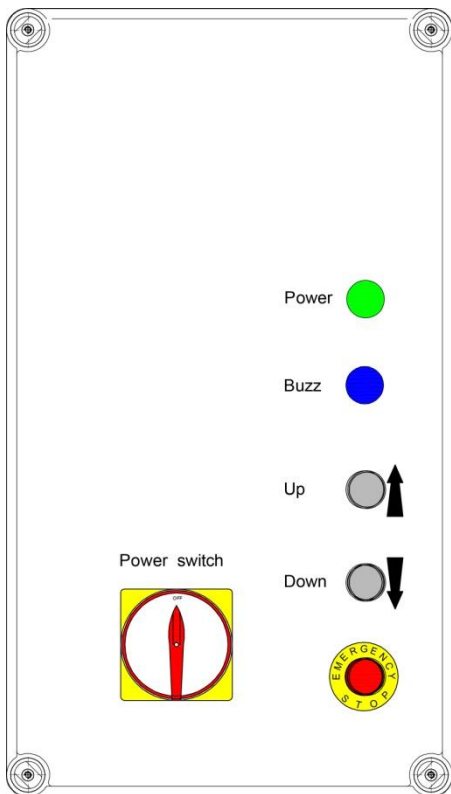 Power
Buzz
Up
Power switch
Down
OFF
EMERGENCY
STOP